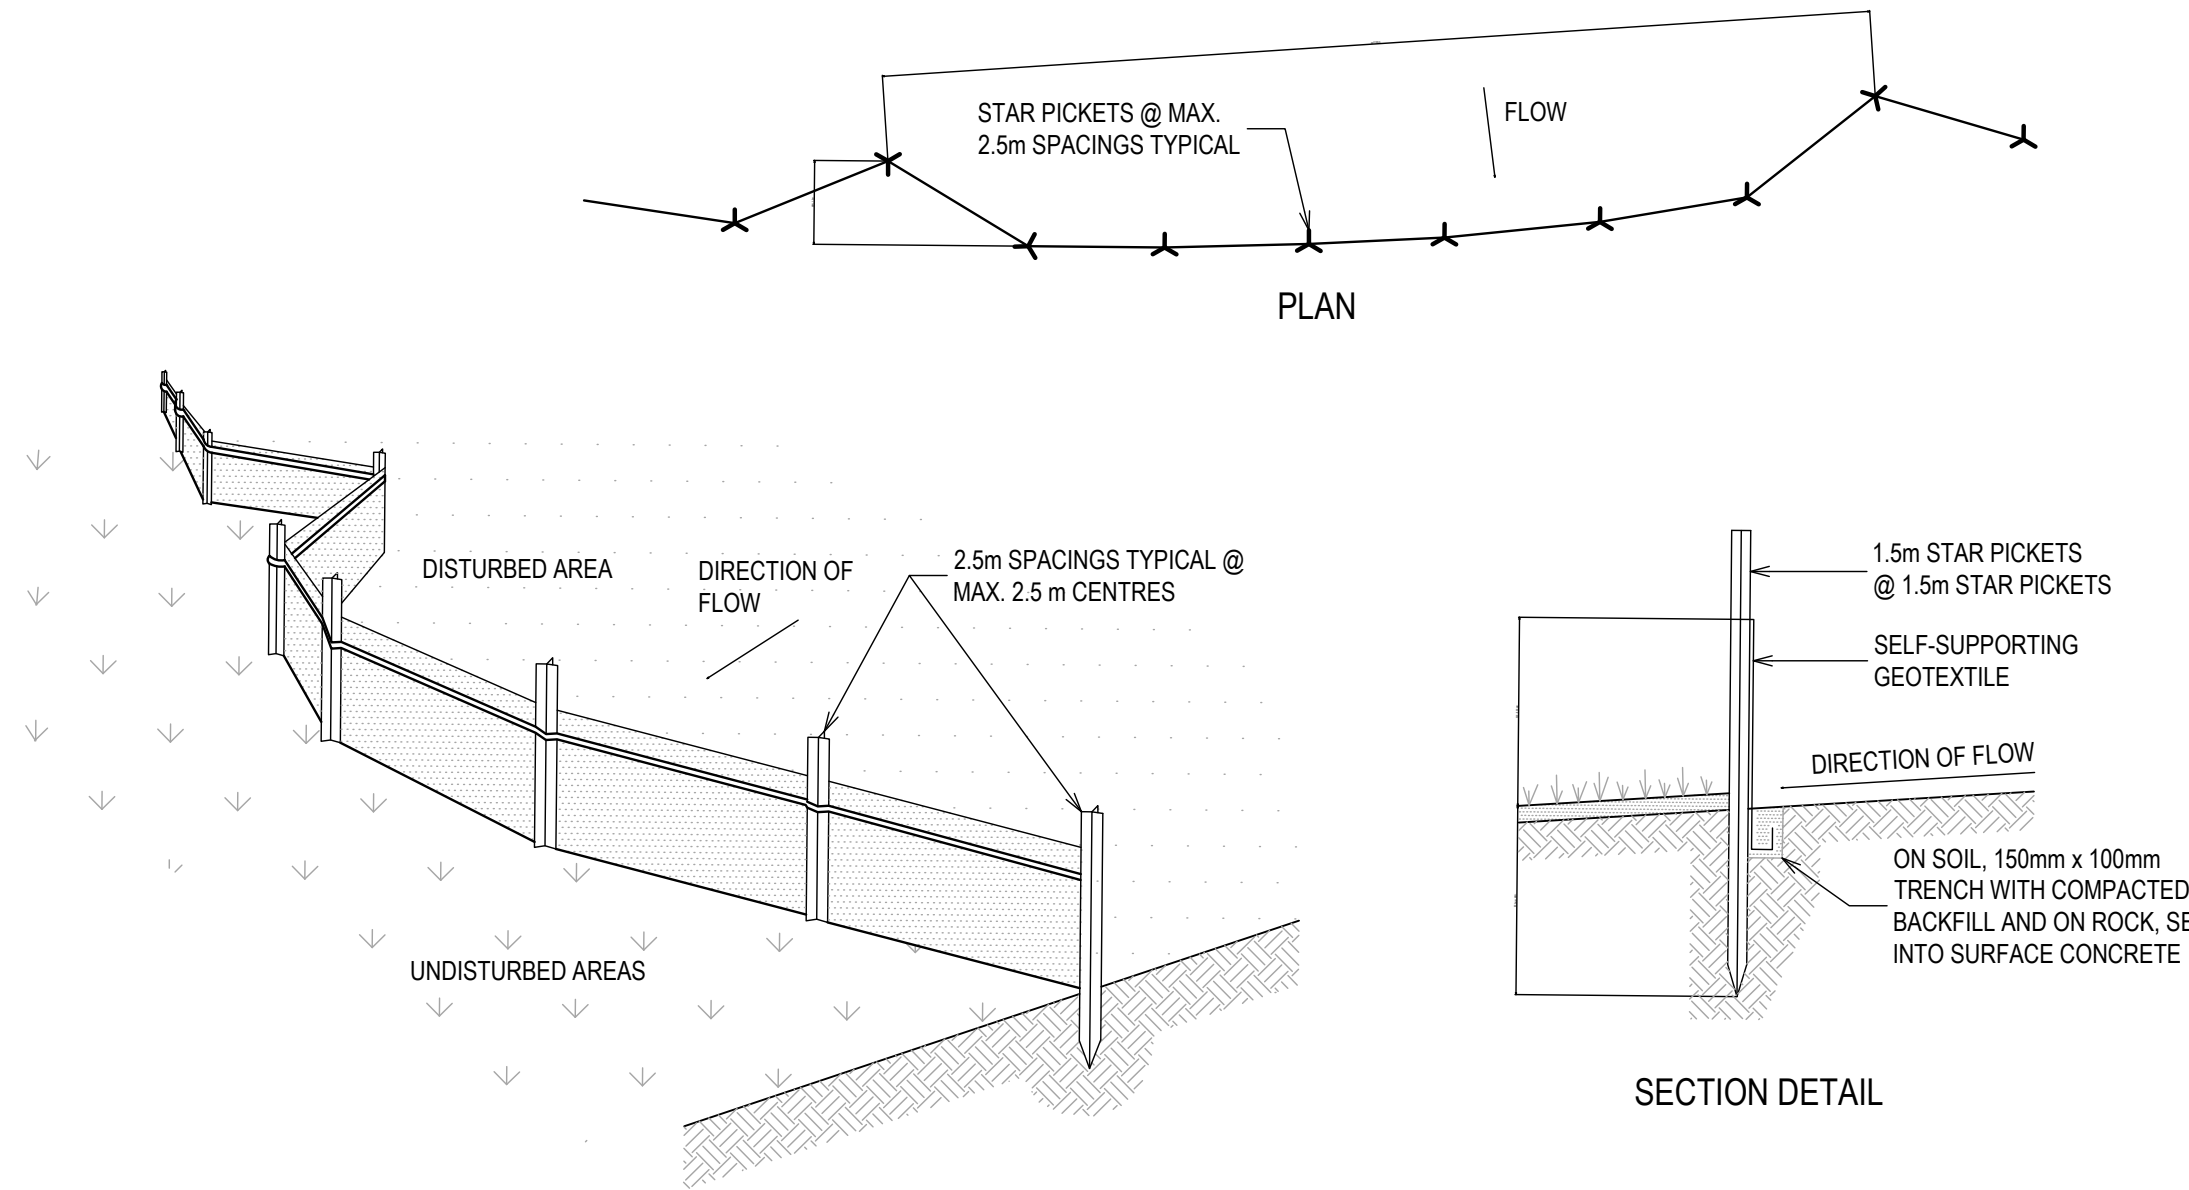 STAR PICKETS @ MAX.
2.5m SPACINGS TYPICAL
FLOW
PLAN
DISTURBED AREA
DIRECTION OF
FLOW
2.5m SPACINGS TYPICAL @
MAX. 2.5 m CENTRES
UNDISTURBED AREAS
1.5m STAR PICKETS
@ 1.5m STAR PICKETS
SELF-SUPPORTING
GEOTEXTILE
DIRECTION OF FLOW
ON SOIL, 150mm x 100mm
TRENCH WITH COMPACTED
BACKFILL AND ON ROCK,
INTO SURFACE CONCRETE
SECTION DETAIL